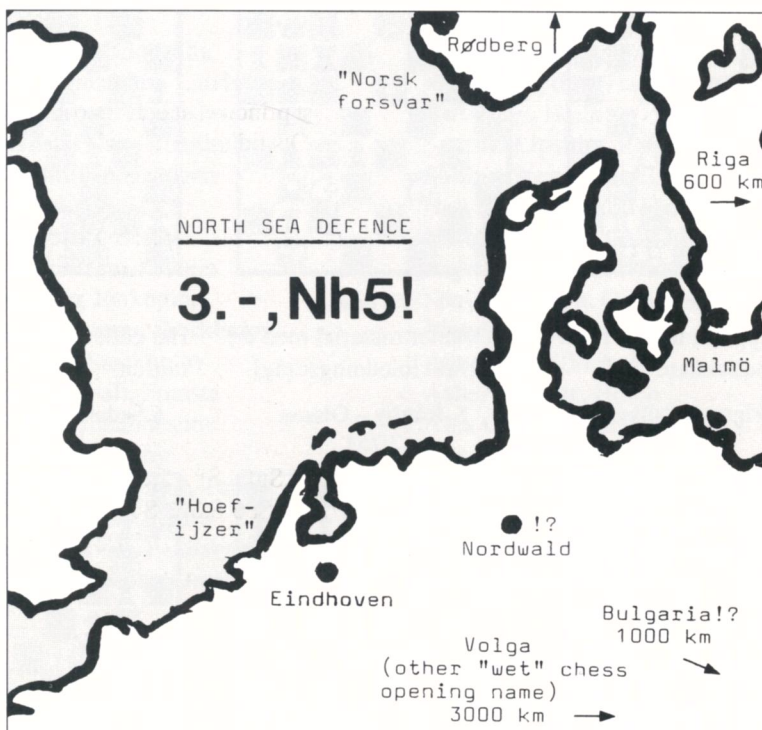 Rødberg
"Norsk
forsvar"
Riga
600 km
NORTH SEA DEFENCE
3.-,Nh5!
Malmö
"Hoef-
ijzer"
!?
Nordwald
Eindhoven
Bulgaria!?
1000 km
Volga
(other "wet" chess
opening name)
3000 km